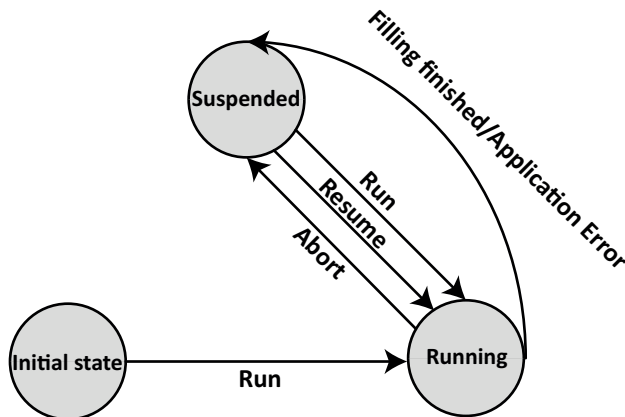 Filling finished/Application Error
Suspended
Run
Resume
Abort
Initial state
Running
Run